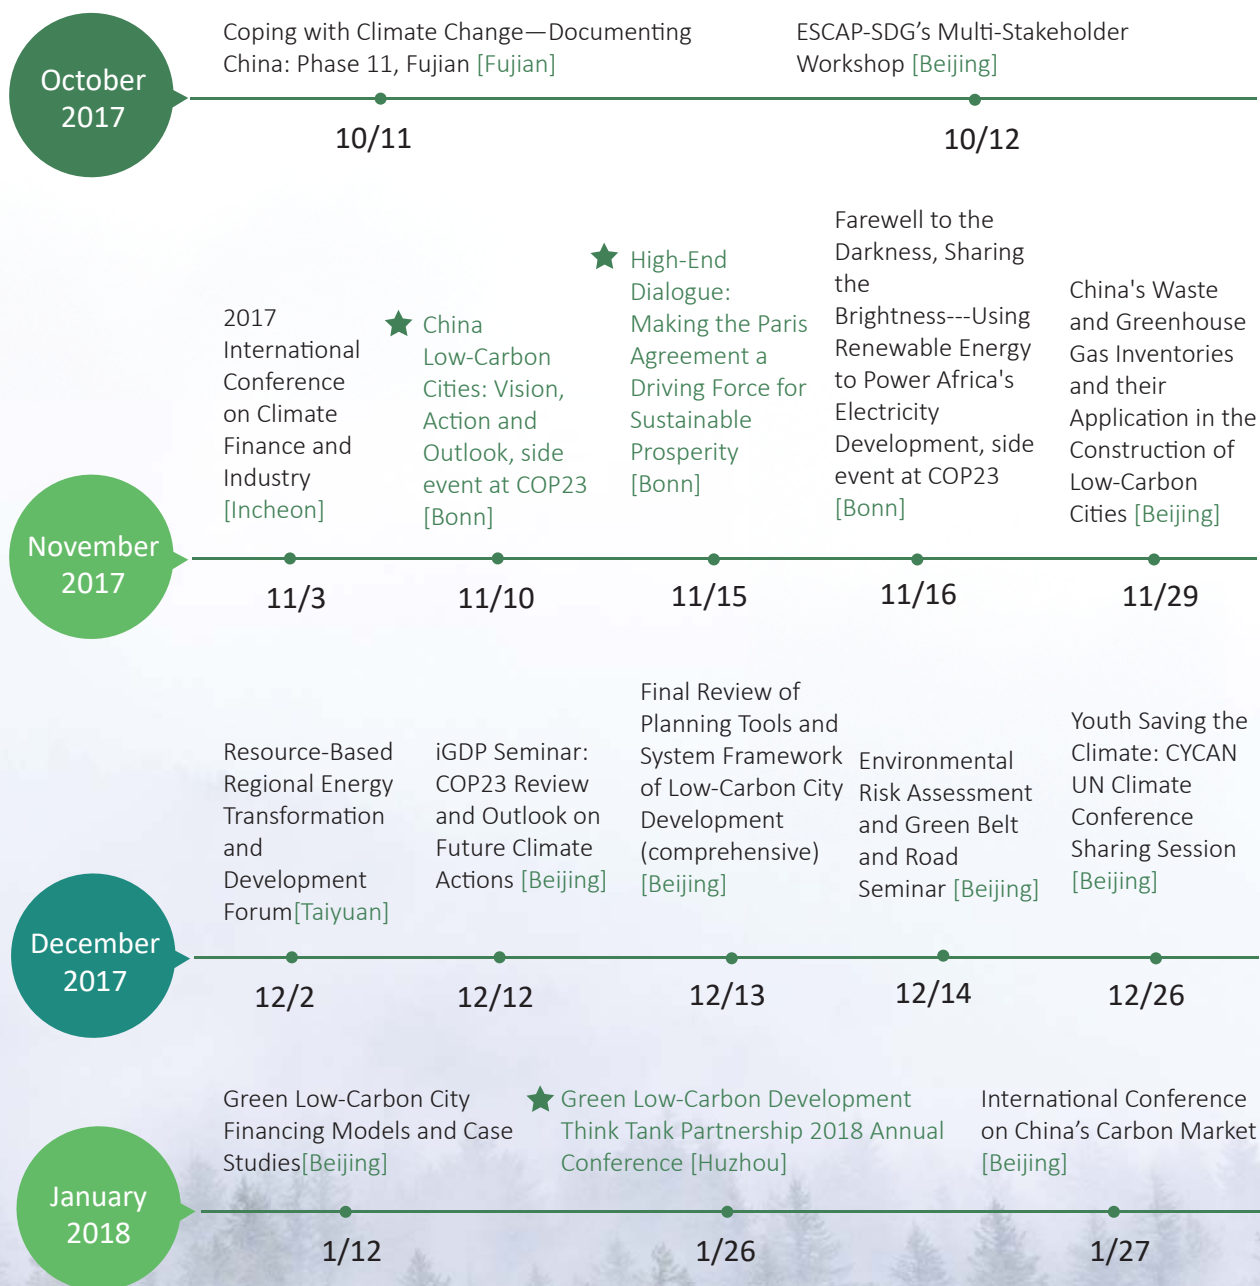 October
2017
Coping with Climate Change—Documenting
China: Phase 11, Fujian [Fujian]
10/11
ESCAP-SDG’s Multi-Stakeholder
Workshop [Beijing]
10/12
November
2017
2017
International
Conference
on Climate
Finance and
Industry
[Incheon]
11/3
China
Low-Carbon
Cities: Vision,
Action and
Outlook, side
event at COP23
[Bonn]
11/10
High-End
Dialogue:
Making the Paris
Agreement a
Driving Force for
Sustainable
Prosperity
[Bonn]
11/15
Farewell to the
Darkness, Sharing
the
Brightness---Using
Renewable Energy
to Power Africa's
Electricity
Development, side
event at COP23
[Bonn]
11/16
China's Waste
and Greenhouse
Gas Inventories
and their
Application in the
Construction of
Low-Carbon
Cities [Beijing]
11/29
December
2017
Resource-Based
Regional Energy
Transformation
and
Development
Forum[Taiyuan]
12/2
iGDP Seminar:
COP23 Review
and Outlook on
Future Climate
Actions [Beijing]
12/12
Final Review of
Planning Tools and
System Framework
of Low-Carbon City
Development
(comprehensive)
[Beijing]
12/13
Environmental
Risk Assessment
and Green Belt
and Road
Seminar [Beijing]
12/14
Youth Saving the
Climate: CYCAN
UN Climate
Conference
Sharing Session
[Beijing]
12/26
January
2018
Green Low-Carbon City
Financing Models and Case
Studies[Beijing]
1/12
Green Low-Carbon Development
Think Tank Partnership 2018 Annual
Conference [Huzhou]
1/26
International Conference
on China’s Carbon Market
[Beijing]
1/27